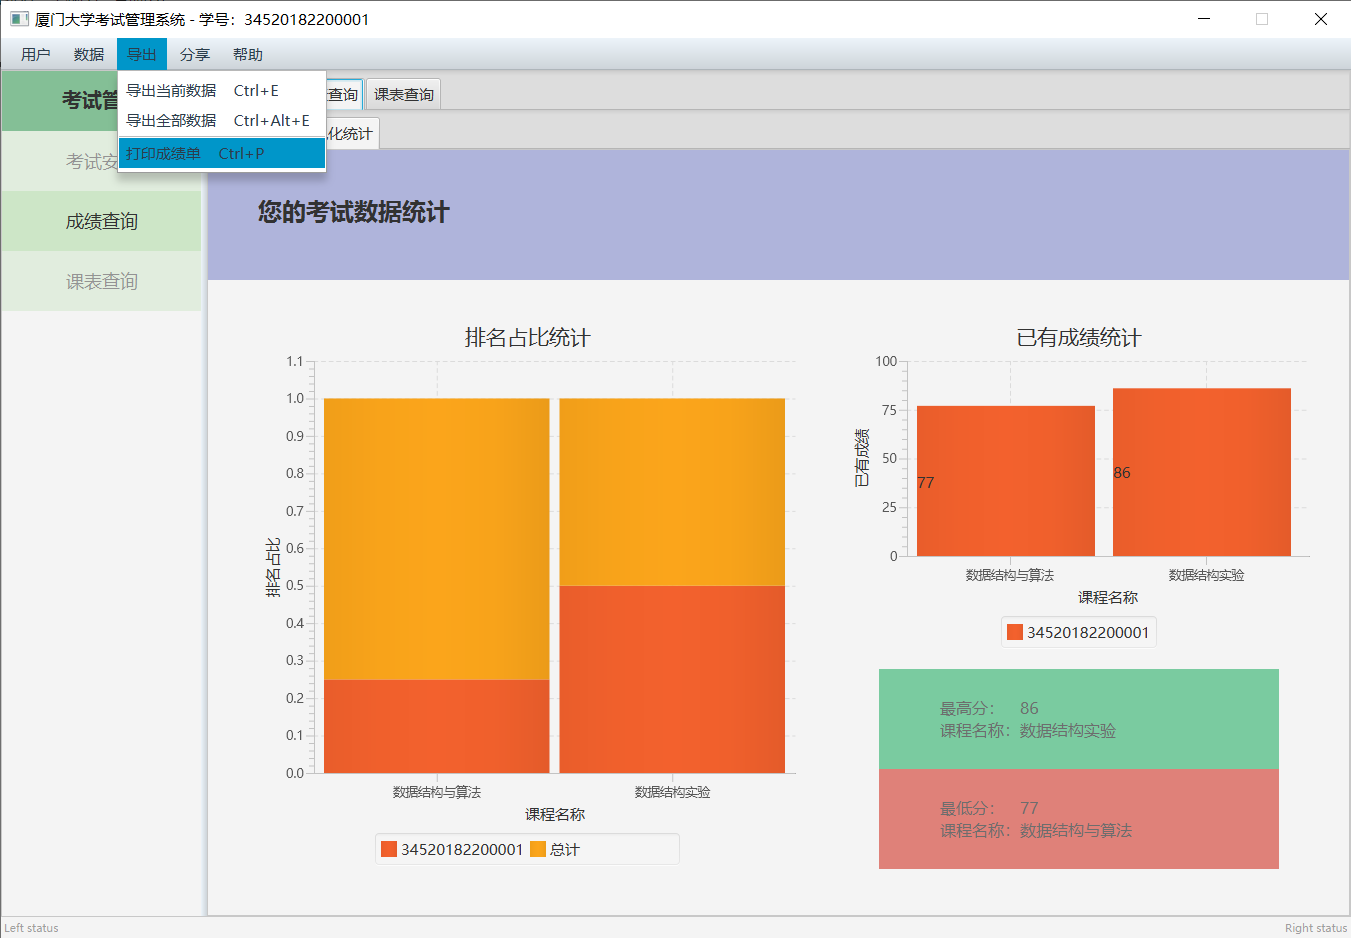 厦门大学考试管理系统 - 学号：34520182200001
用户 数据 导出 分享 帮助
导出当前数据 Ctrl+E
导出全部数据 Ctrl+Alt+E
打印成绩单 Ctrl+P
考试管
考试安
成绩查询
课表查询
查询 课表查询
化统计
您的考试数据统计
排名占比统计
1.1
1.0
0.9
0.8
0.7
0.6
0.5
0.4
0.3
0.2
0.1
0.0
排名占比
数据结构与算法 数据结构实验
课程名称
34520182200001 总计
已有成绩统计
100
75
50
25
0
已有成绩
77
86
数据结构与算法 数据结构实验
课程名称
34520182200001
最高分： 86
课程名称：数据结构实验
最低分： 77
课程名称：数据结构与算法
Left status
Right status